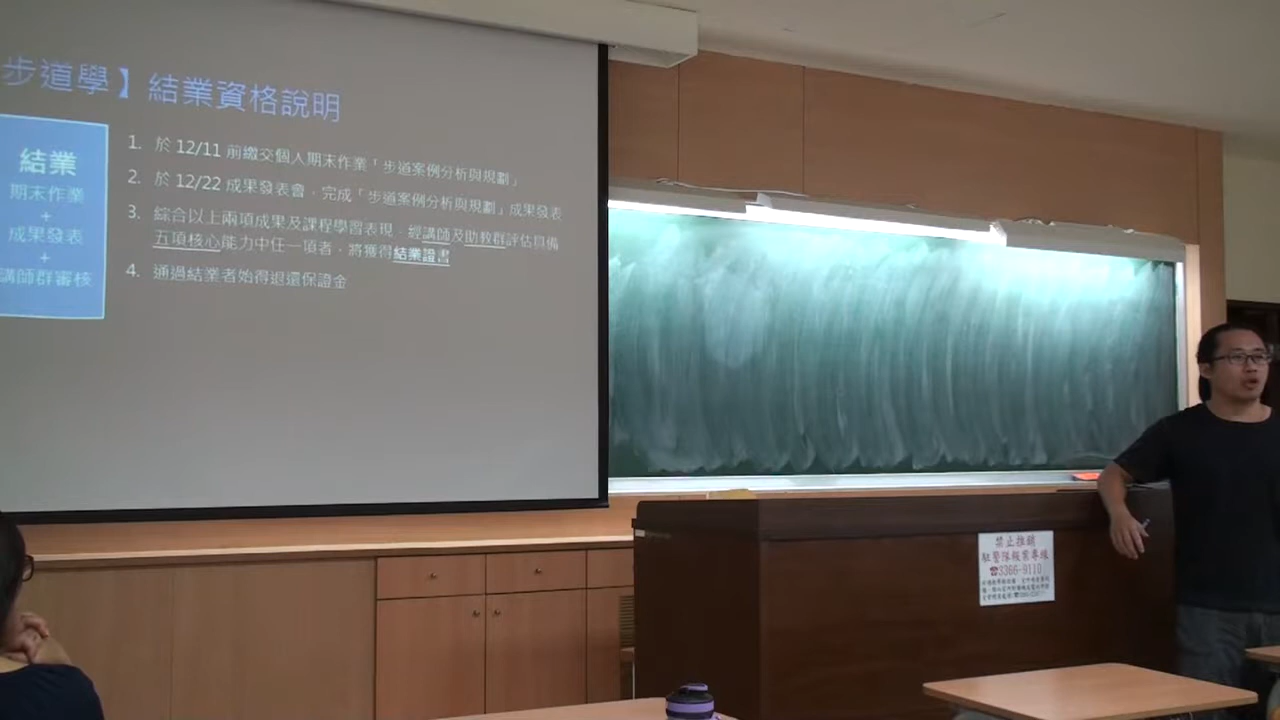 步道學】結業資格說明
結業
期末作業
+
成果發表
+
講師群審核
1. 於 12/11 前繳交個人期末作業「步道案例分析與規劃」
2. 於 12/22 成果發表會，完成「步道案例分析與規劃」成果發表
3. 綜合以上兩項成果及課程學習表現，經講師及助教群評估具備
五項核心能力中任一項者，將獲得結業證書
4. 通過結業者始得退還保證金
禁止推銷
駐警隊報案專線
☎3366-9110